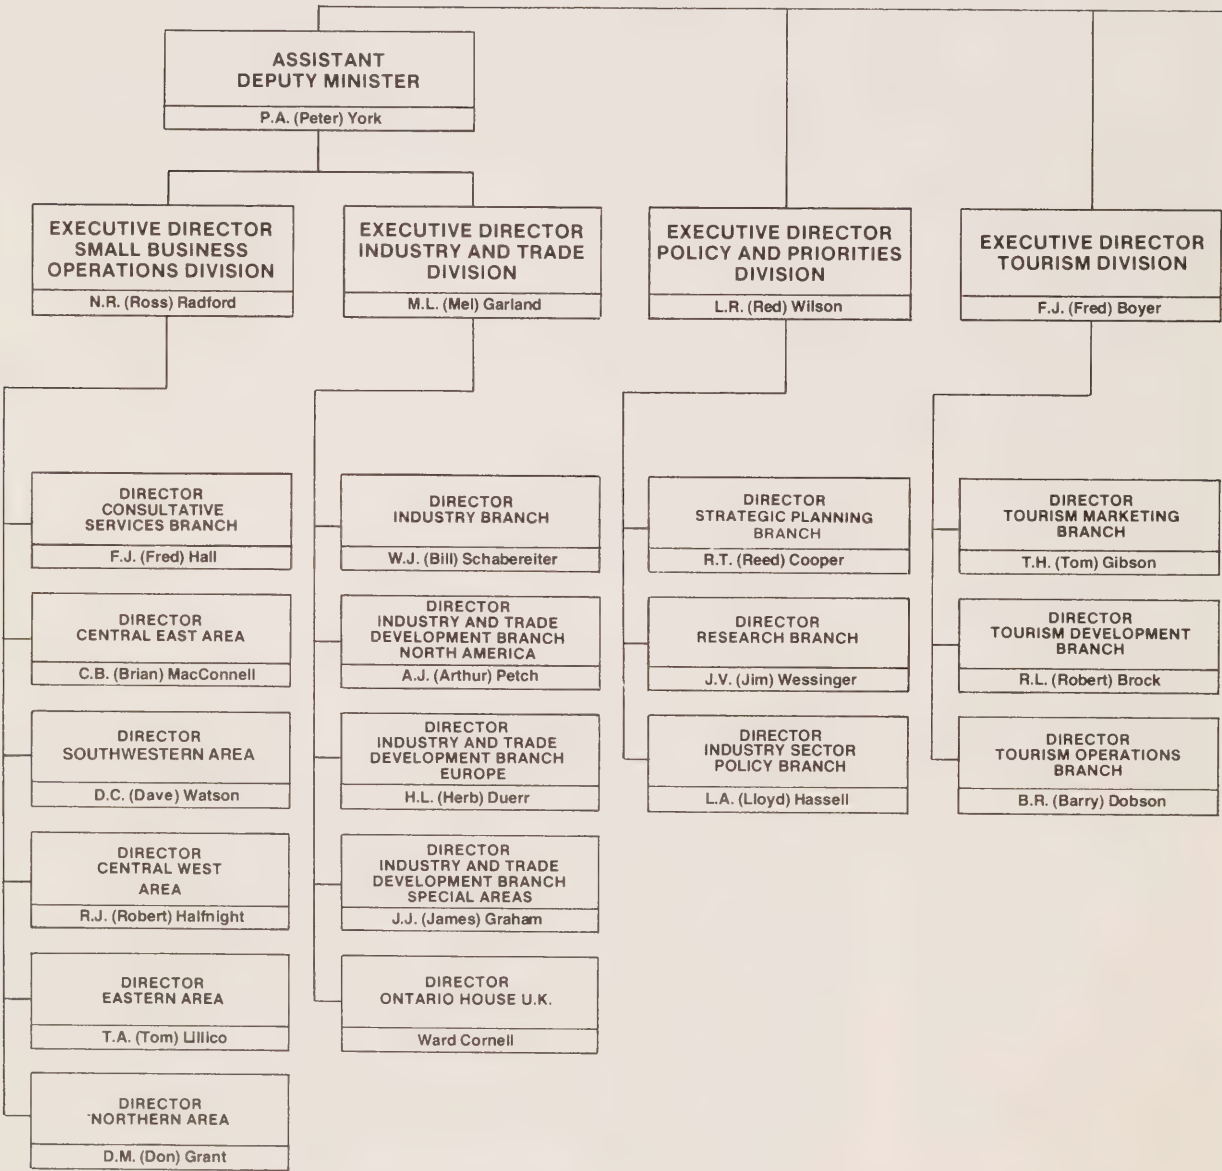 ASSISTANT
DEPUTY MINISTER
P.A. (Peter) York
EXECUTIVE DIRECTOR
SMALL BUSINESS
OPERATIONS DIVISION
N.R. (Ross) Radford
EXECUTIVE DIRECTOR
INDUSTRY AND TRADE
DIVISION
M.L. (Mel) Garland
EXECUTIVE DIRECTOR
POLICY AND PRIORITIES
DIVISION
L.R. (Red) Wilson
EXECUTIVE DIRECTOR
TOURISM DIVISION
F.J. (Fred) Boyer
DIRECTOR
CONSULTATIVE
SERVICES BRANCH
F.J. (Fred) Hall
DIRECTOR
CENTRAL EAST AREA
C.B. (Brian) MacConnell
DIRECTOR
SOUTHWESTERN AREA
D.C. (Dave) Watson
DIRECTOR
CENTRAL WEST
AREA
R.J. (Robert) Halfnight
DIRECTOR
EASTERN AREA
T.A. (Tom) Lillico
DIRECTOR
NORTHERN AREA
D.M. (Don) Grant
DIRECTOR
INDUSTRY BRANCH
W.J. (Bill) Schabereiter
DIRECTOR
INDUSTRY AND TRADE
DEVELOPMENT BRANCH
NORTH AMERICA
A.J. (Arthur) Petch
DIRECTOR
INDUSTRY AND TRADE
DEVELOPMENT BRANCH
EUROPE
H.L. (Herb) Duerr
DIRECTOR
INDUSTRY AND TRADE
DEVELOPMENT BRANCH
SPECIAL AREAS
J.J. (James) Graham
DIRECTOR
ONTARIO HOUSE U.K.
Ward Cornell
DIRECTOR
STRATEGIC PLANNING
BRANCH
R.T. (Reed) Cooper
DIRECTOR
RESEARCH BRANCH
J.V. (Jim) Wessinger
DIRECTOR
INDUSTRY SECTOR
POLICY BRANCH
L.A. (Lloyd) Hassell
DIRECTOR
TOURISM MARKETING
BRANCH
T.H. (Tom) Gibson
DIRECTOR
TOURISM DEVELOPMENT
BRANCH
R.L. (Robert) Brock
DIRECTOR
TOURISM OPERATIONS
BRANCH
B.R. (Barry) Dobson